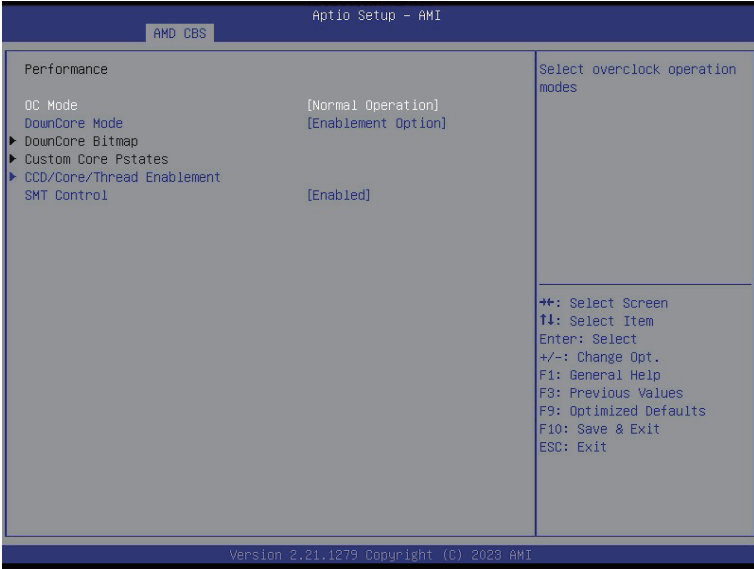 Aptio Setup – AMI
AMD CBS
Performance
OC Mode [Normal Operation]
DownCore Mode [Enablement Option]
DownCore Bitmap
Custom Core Pstates
CCD/Core/Thread Enablement
SMT Control [Enabled]
Select overclock operation
modes
→←: Select Screen
↑↓: Select Item
Enter: Select
+/-: Change Opt.
F1: General Help
F3: Previous Values
F9: Optimized Defaults
F10: Save & Exit
ESC: Exit
Version 2.21.1279 Copyright (C) 2023 AMI